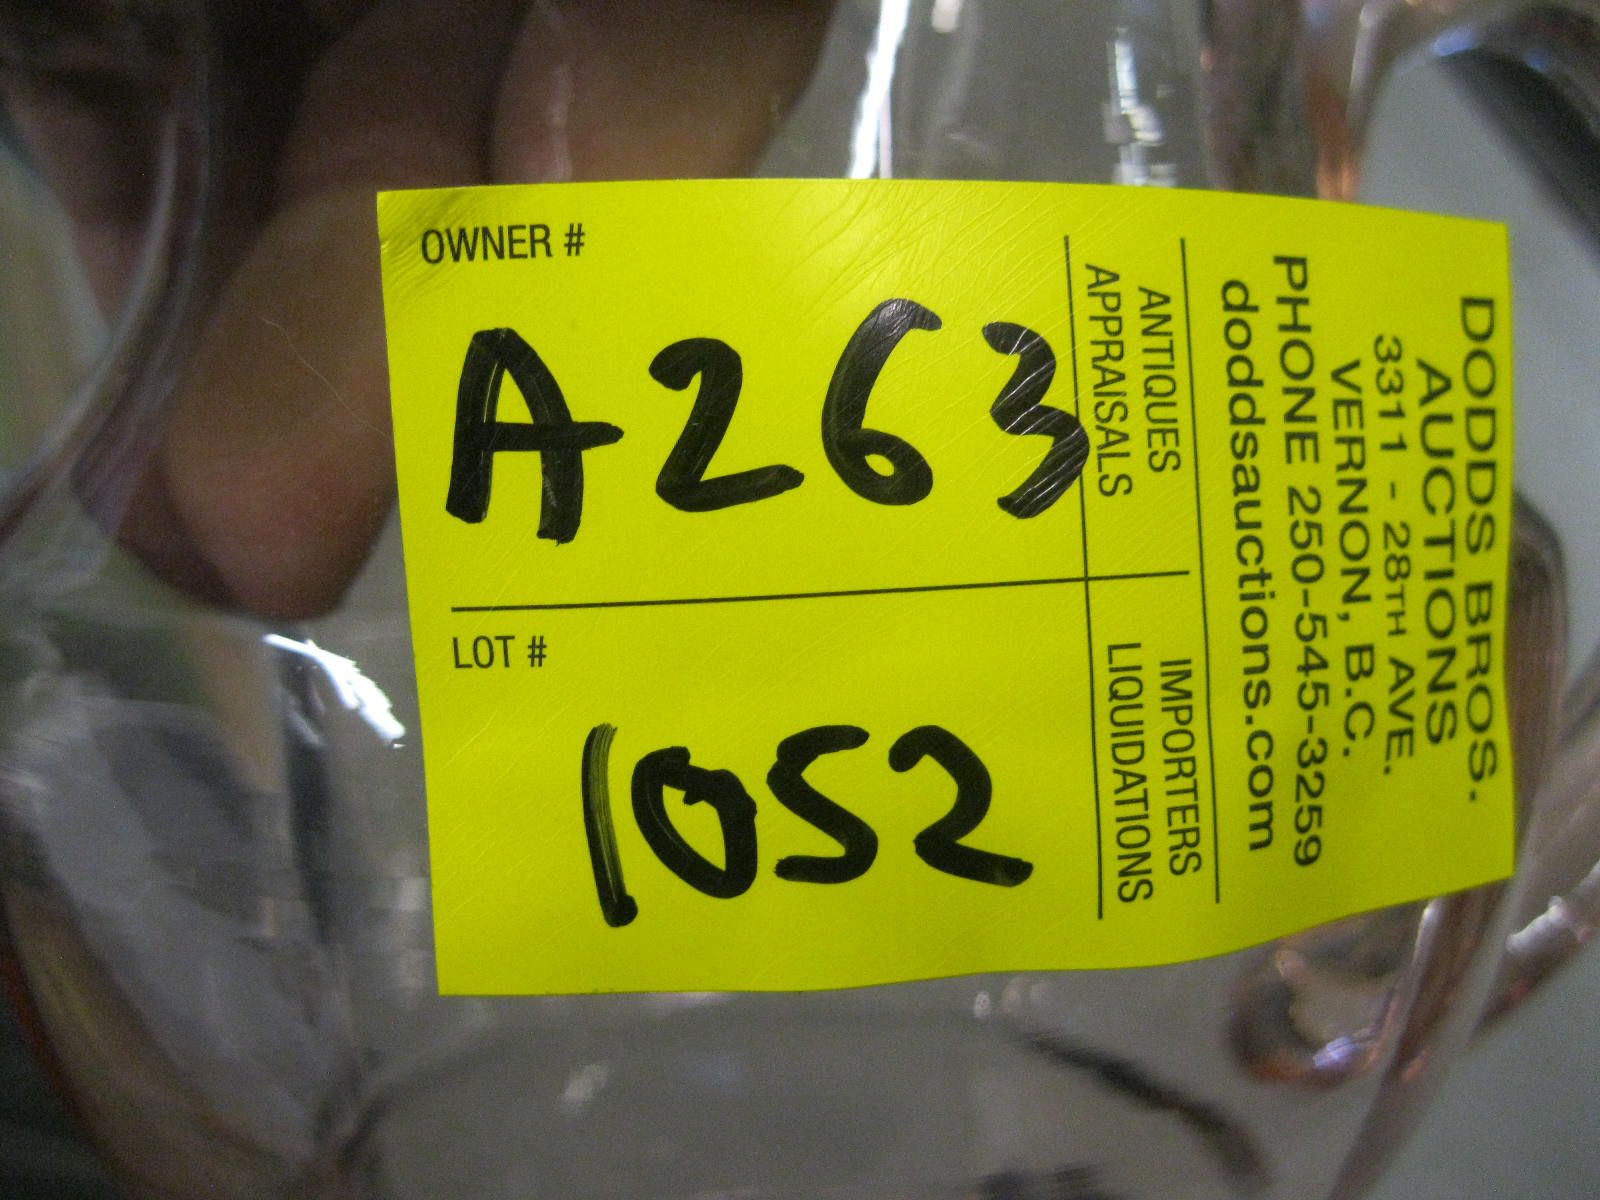 OWNER #
A263
LOT #
1052
ANTIQUES
APPRAISALS
IMPORTERS
LIQUIDATIONS
DODDS BROS.
AUCTIONS
3311 - 28TH AVE.
VERNON, B.C.
PHONE 250-545-3259
doddsauctions.com